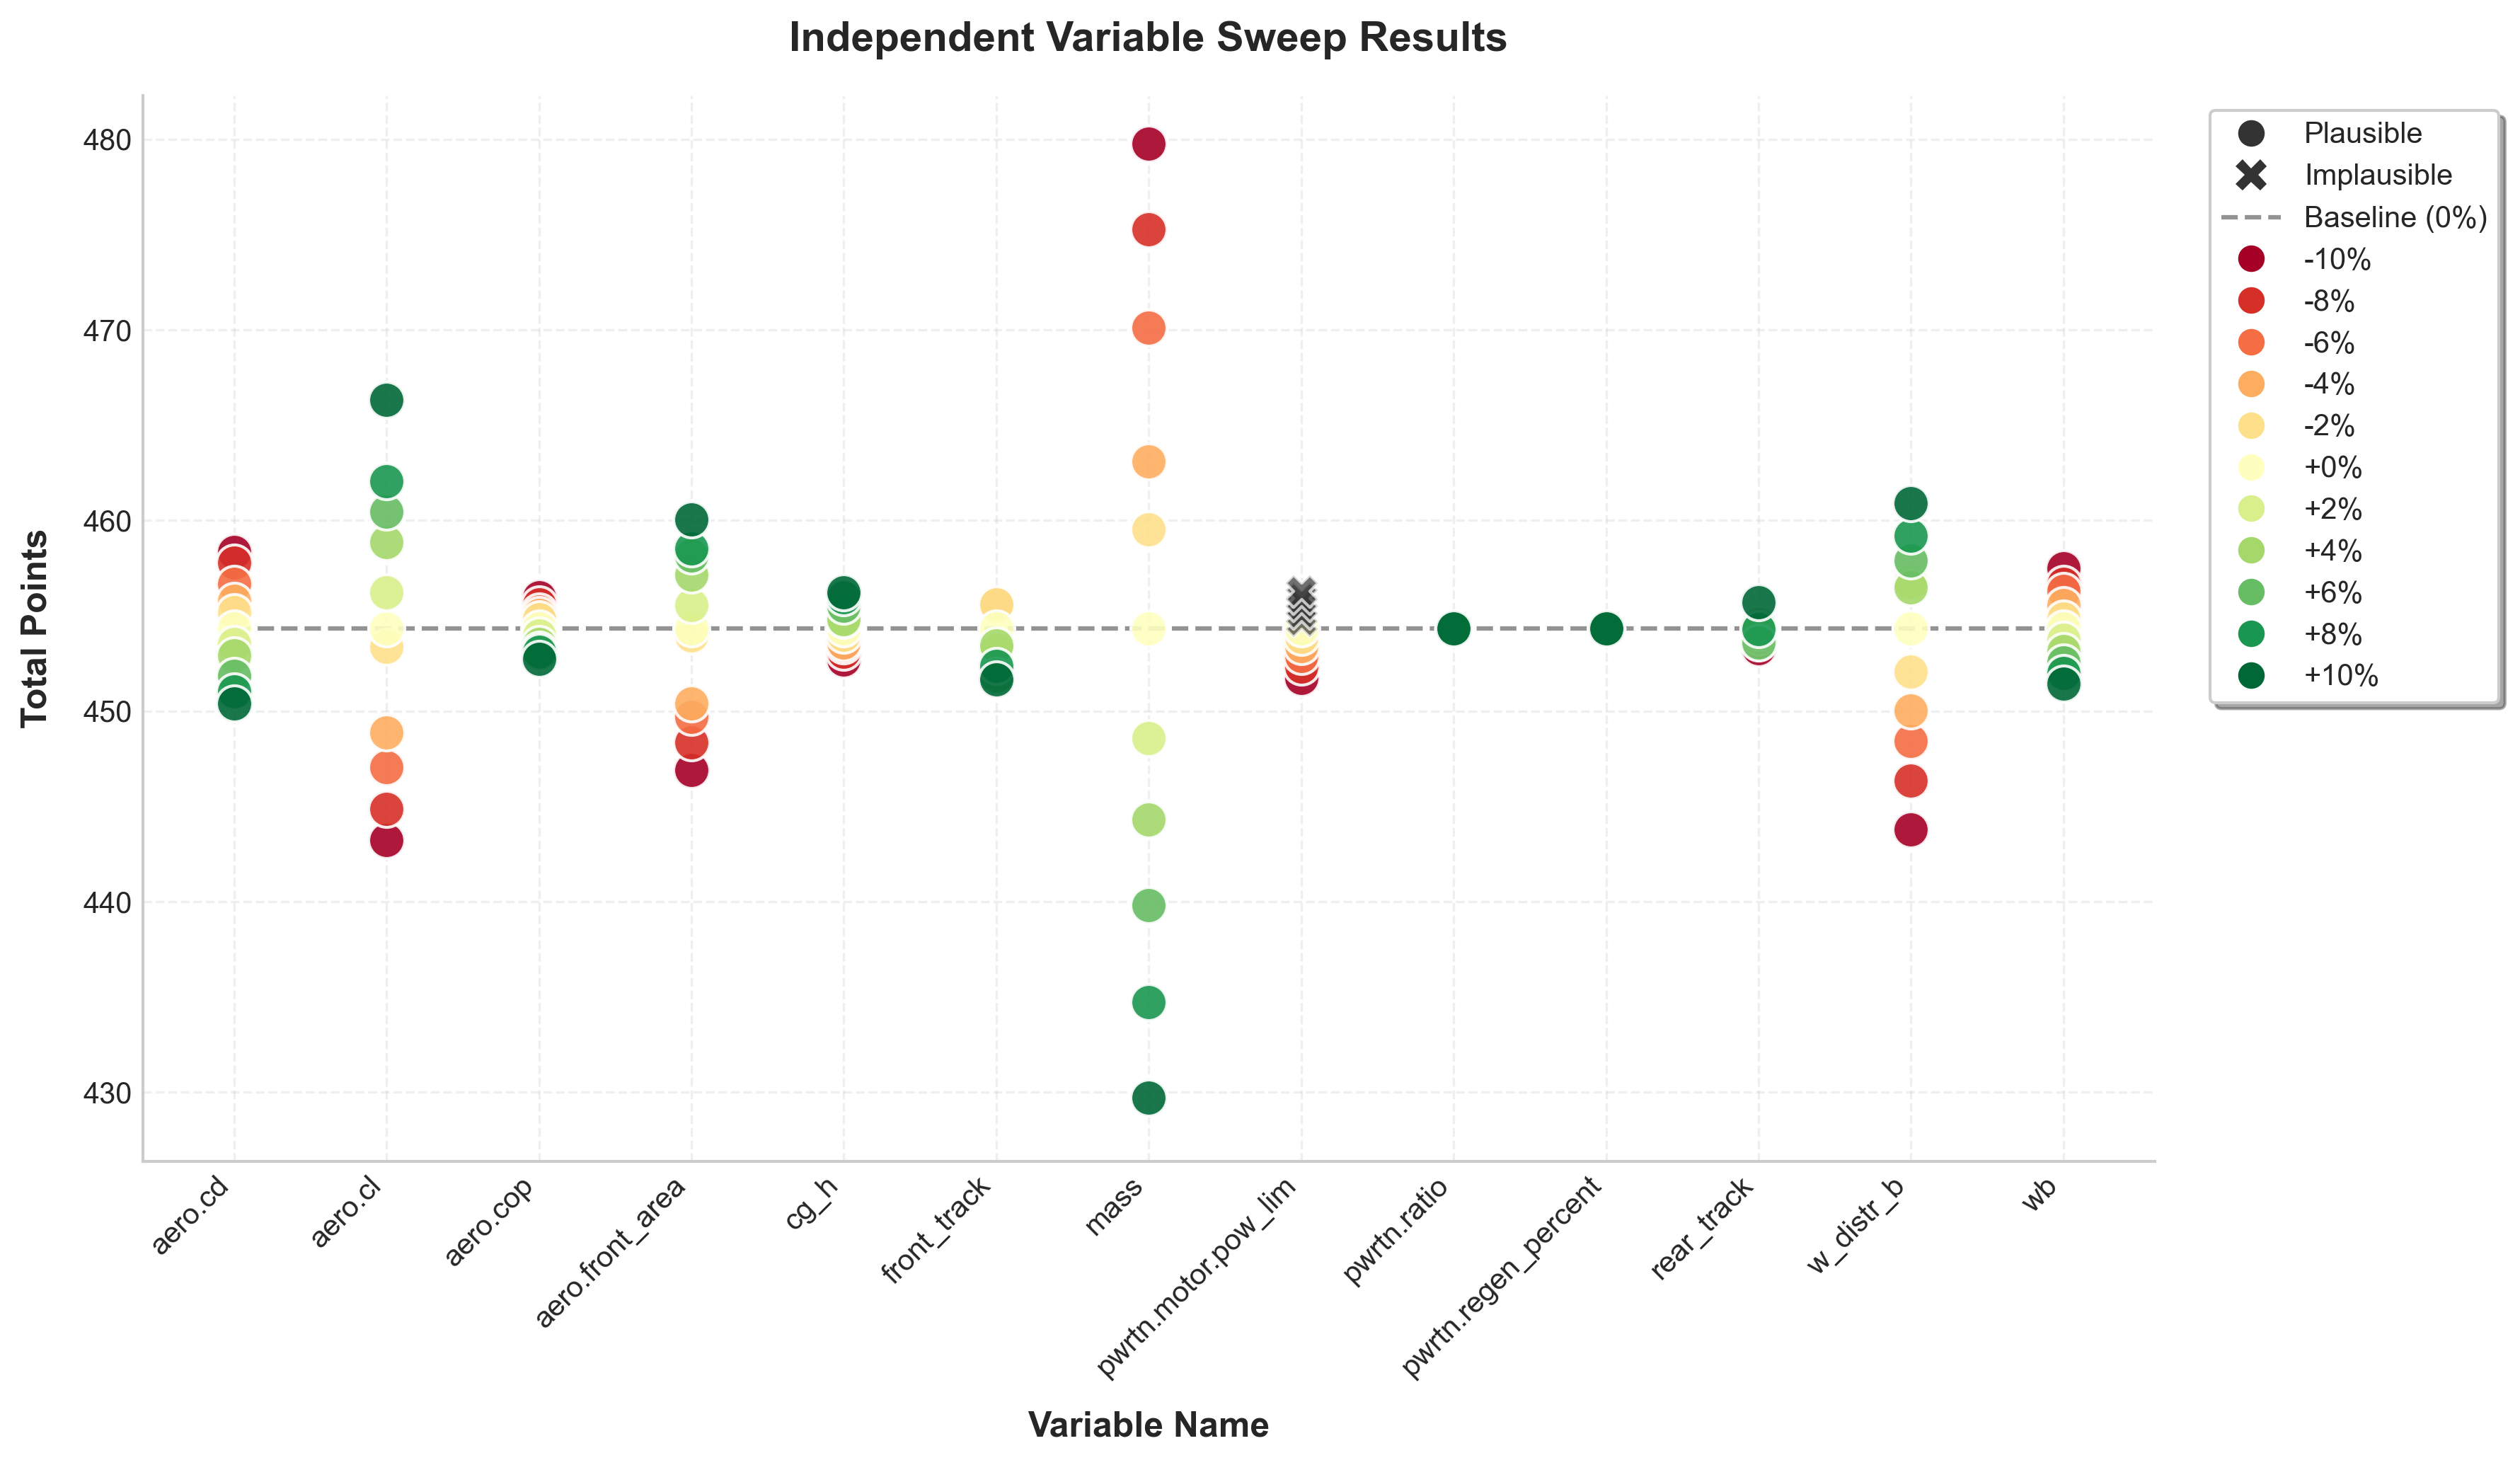 Independent Variable Sweep Results
Total Points
480
470
460
450
440
430
aero.cd
aero.cl
aero.cop
aero.front_area
cg_h
front_track
mass
pwrtn.motor.pow_lim
pwrtn.ratio
pwrtn.regen_percent
rear_track
w_distr_b
wb
Variable Name
Plausible
Implausible
Baseline (0%)
-10%
-8%
-6%
-4%
-2%
+0%
+2%
+4%
+6%
+8%
+10%